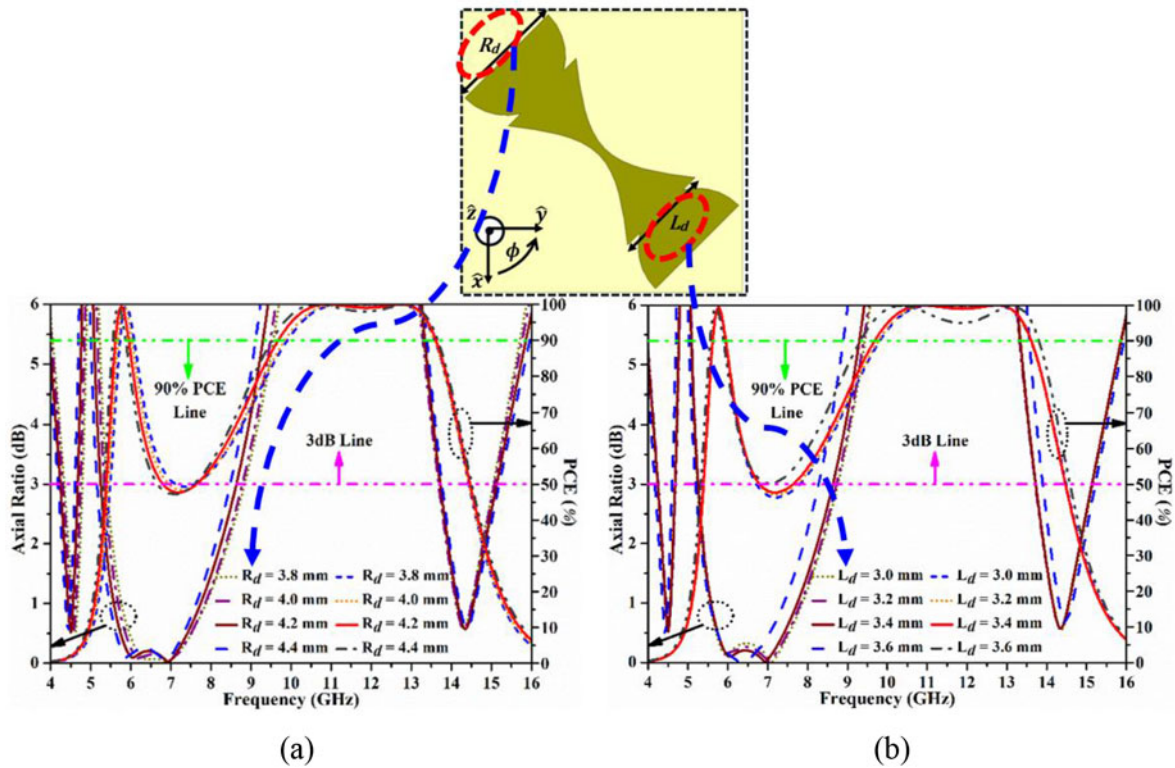 R_d
L_d
ẑ
ŷ
ϕ
x̂
6
5
4
3
2
1
0
100
90
80
70
60
50
40
30
20
10
0
90% PCE
Line
3dB Line
Axial Ratio (dB)
PCE (%)
R_d = 3.8 mm R_d = 3.8 mm
R_d = 4.0 mm R_d = 4.0 mm
R_d = 4.2 mm R_d = 4.2 mm
R_d = 4.4 mm R_d = 4.4 mm
4 5 6 7 8 9 10 11 12 13 14 15 16
Frequency (GHz)
(a)
6
5
4
3
2
1
0
100
90
80
70
60
50
40
30
20
10
0
90% PCE
Line
3dB Line
Axial Ratio (dB)
PCE (%)
L_d = 3.0 mm L_d = 3.0 mm
L_d = 3.2 mm L_d = 3.2 mm
L_d = 3.4 mm L_d = 3.4 mm
L_d = 3.6 mm L_d = 3.6 mm
4 5 6 7 8 9 10 11 12 13 14 15 16
Frequency (GHz)
(b)